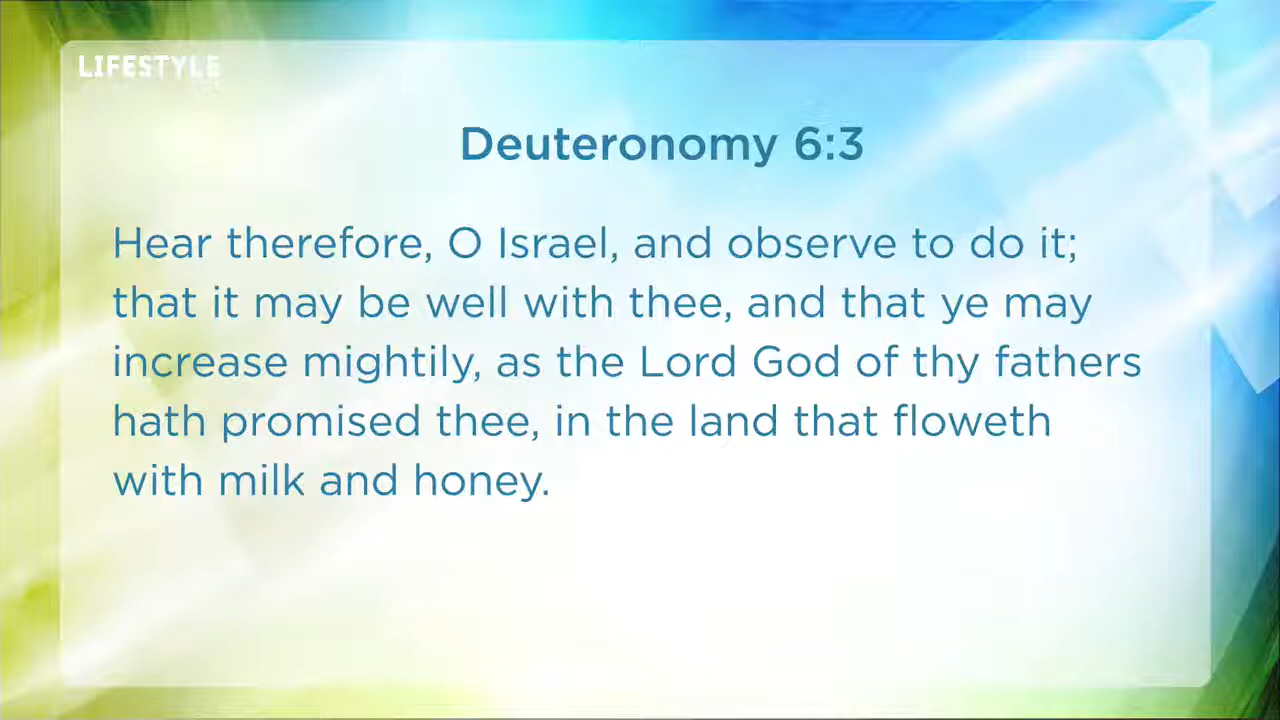 LIFESTYLE
Deuteronomy 6:3
Hear therefore, O Israel, and observe to do it;
that it may be well with thee, and that ye may
increase mightily, as the Lord God of thy fathers
hath promised thee, in the land that floweth
with milk and honey.